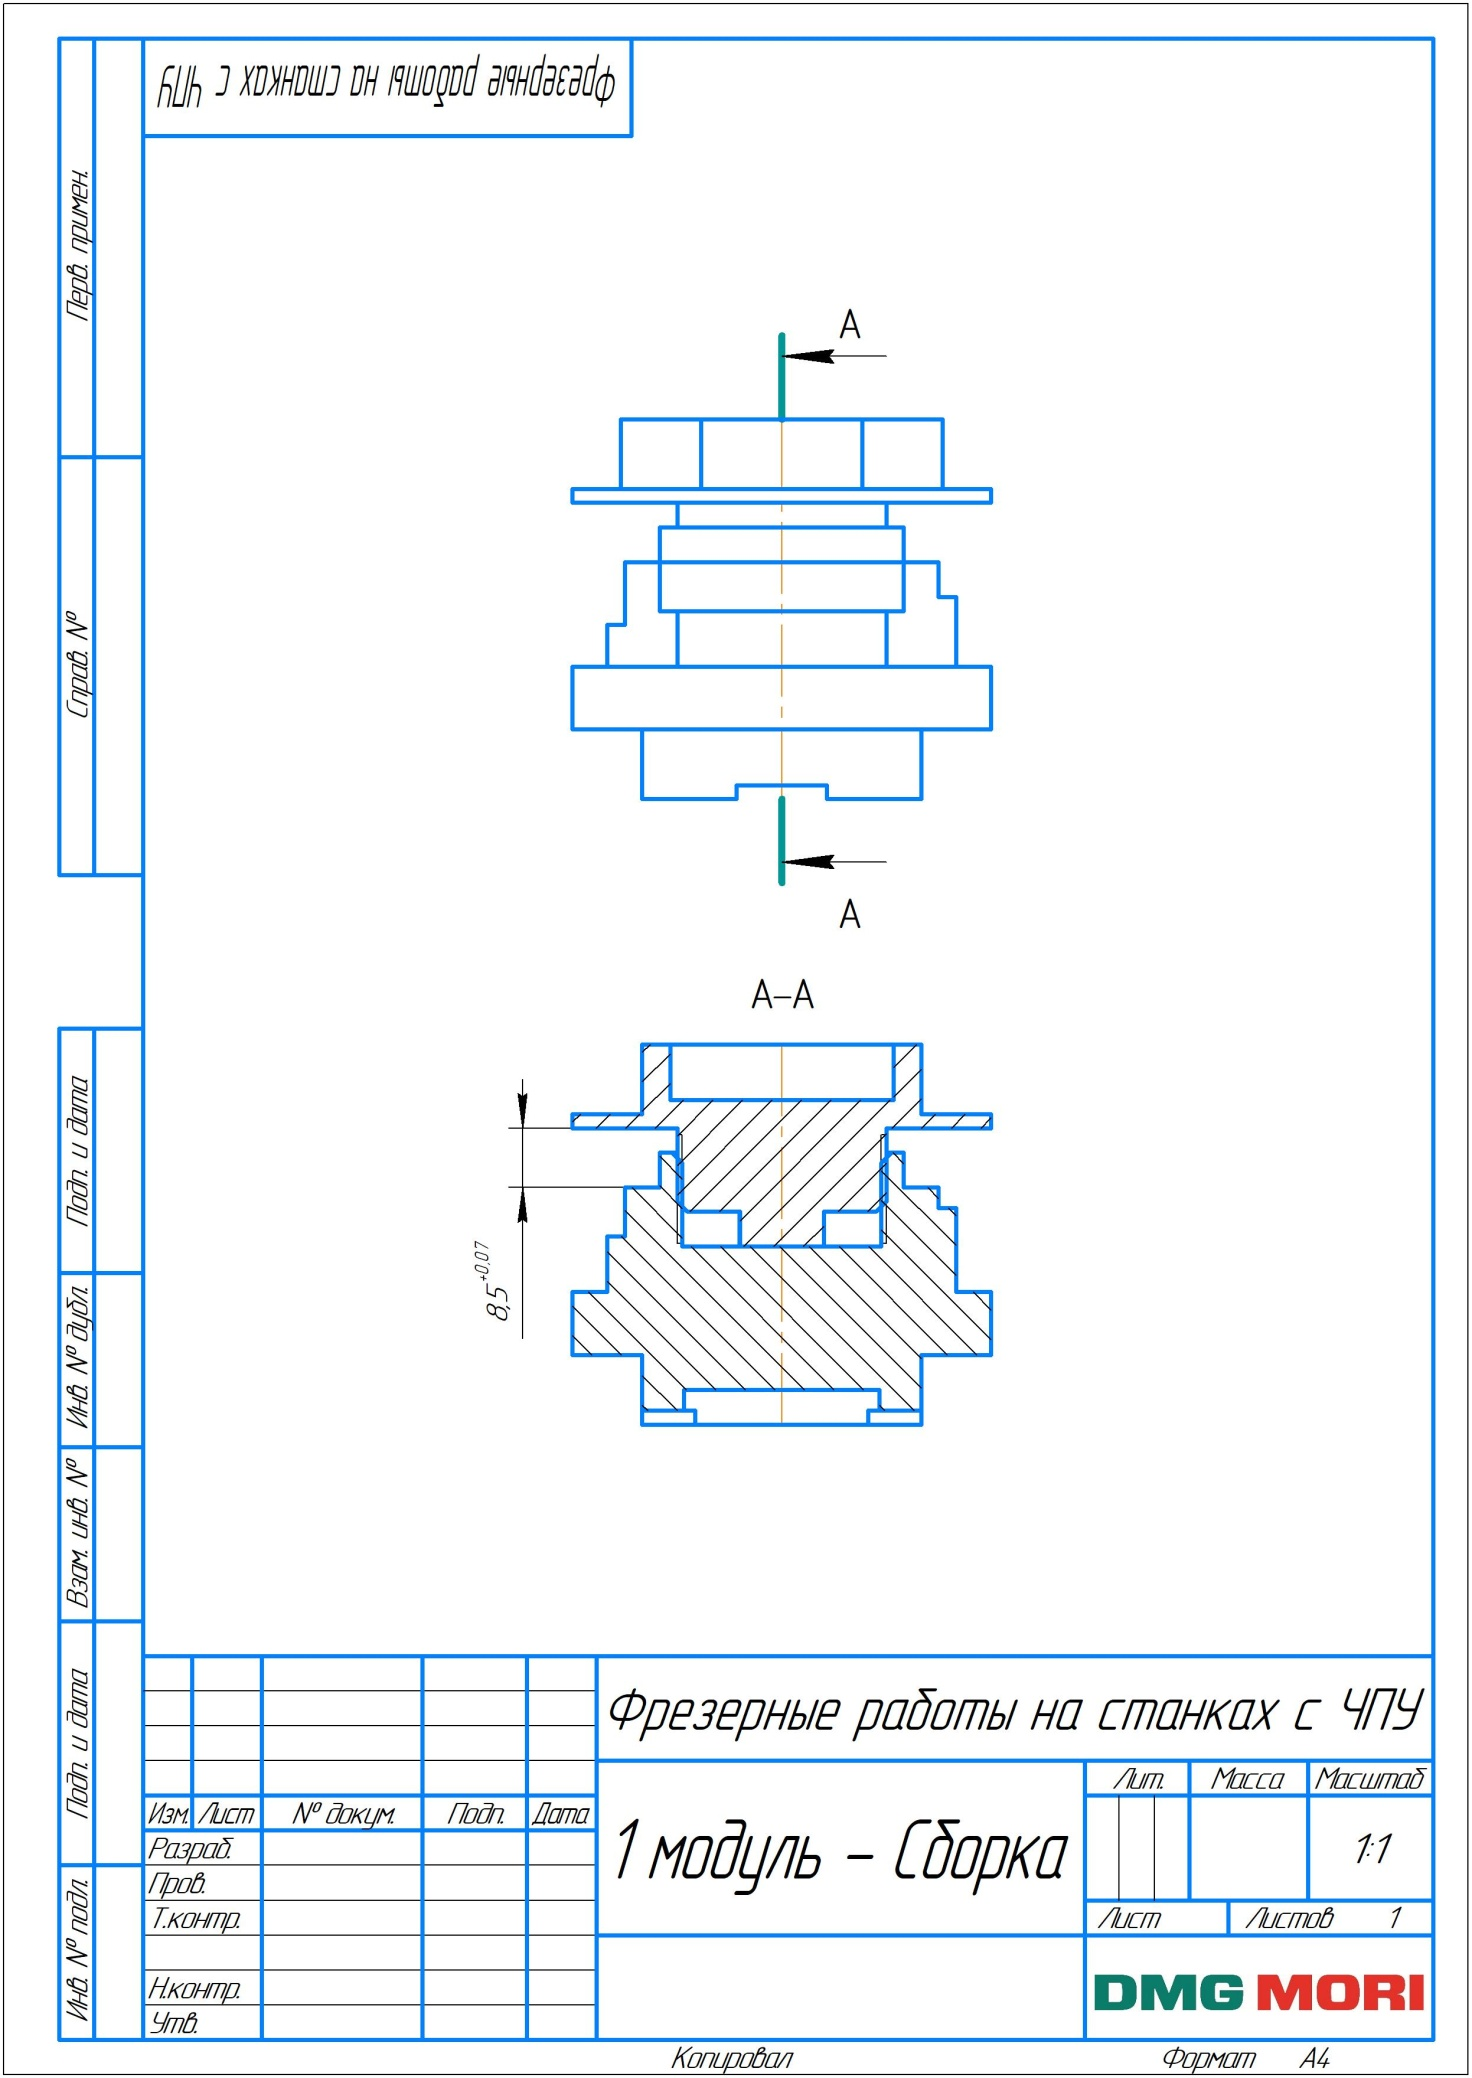 Фрезерные работы на станках с ЧПУ
Перв. примен.
Справ. №
Подп. и дата
Инв. № дубл.
Взам. инв. №
Подп. и дата
Инв. № подл.
А
А
А-А
8,5+0,07
Фрезерные работы на станках с ЧПУ
Изм. Лист № докум. Подп. Дата
Разраб.
Пров.
Т.контр.
Н.контр.
Утв.
1 модуль - Сборка
Лит. Масса Масштаб
1:1
Лист Листов 1
DMG MORI
Копировал Формат А4